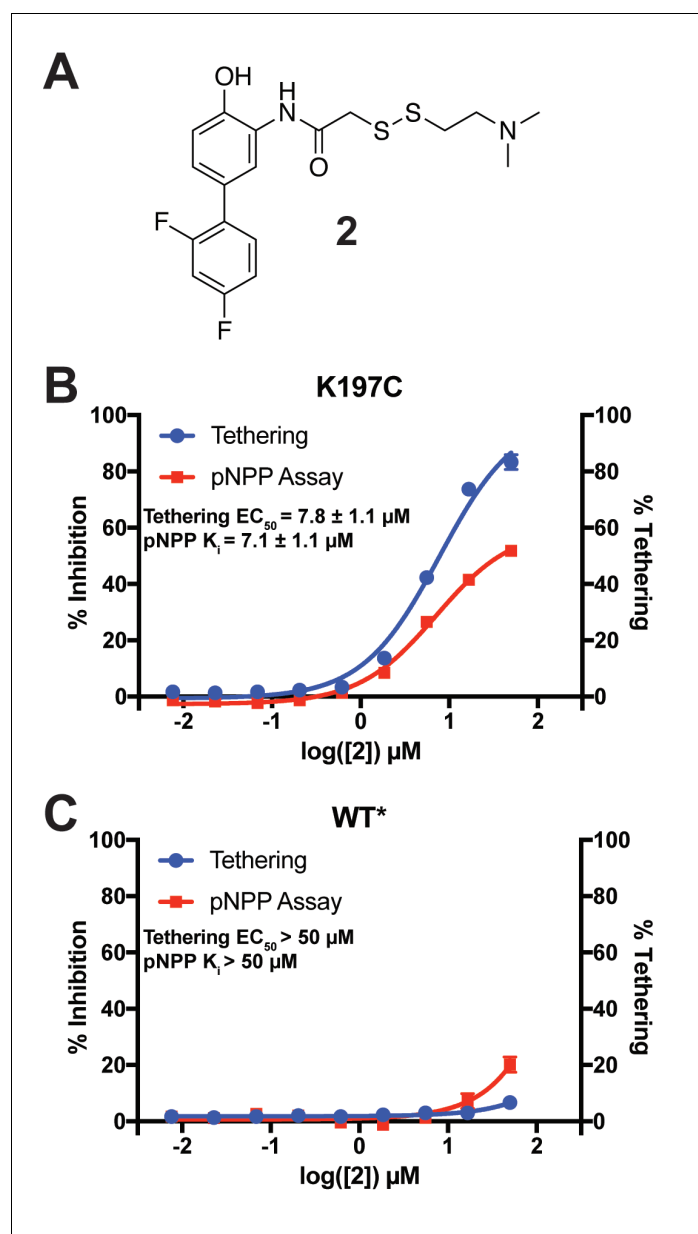 A
OH
H
N
O
S
S
N
F
2
F
B
K197C
Tethering
pNPP Assay
Tethering EC50 = 7.8 ± 1.1 µM
pNPP Ki = 7.1 ± 1.1 µM
100 80 60 40 20 0
% Inhibition
100 80 60 40 20 0
% Tethering
-2 -1 0 1 2
log([2]) µM
C
WT*
Tethering
pNPP Assay
Tethering EC50 > 50 µM
pNPP Ki > 50 µM
100 80 60 40 20 0
% Inhibition
100 80 60 40 20 0
% Tethering
-2 -1 0 1 2
log([2]) µM